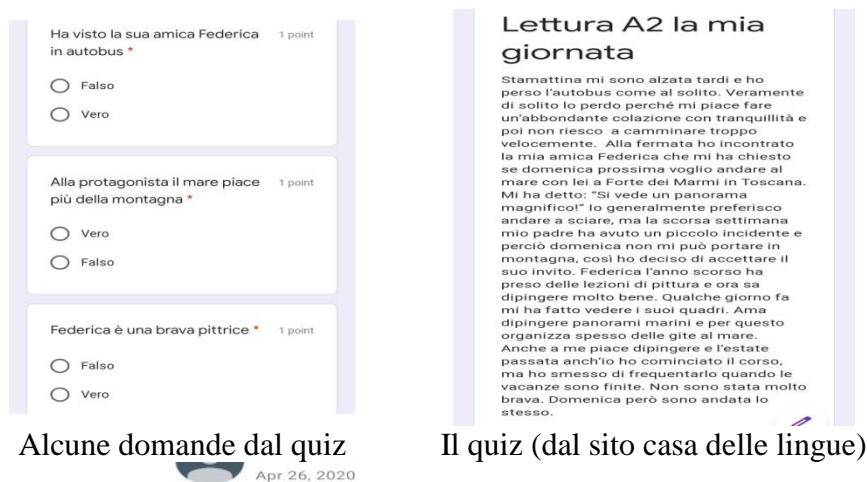 Ha visto la sua amica Federica 1 point
in autobus *
Falso
Vero
Alla protagonista il mare piace 1 point
più della montagna *
Vero
Falso
Federica è una brava pittrice * 1 point
Falso
Vero
Lettura A2 la mia
giornata
Stamattina mi sono alzata tardi e ho
perso l'autobus come al solito. Veramente
di solito lo perdo perché mi piace fare
un'abbondante colazione con tranquillità e
poi non riesco a camminare troppo
velocemente. Alla fermata ho incontrato
la mia amica Federica che mi ha chiesto
se domenica prossima voglio andare al
mare con lei a Forte dei Marmi in Toscana.
Mi ha detto: "Si vede un panorama
magnifico!" Io generalmente preferisco
andare a sciare, ma la scorsa settimana
mio padre ha avuto un piccolo incidente e
perciò domenica non mi può portare in
montagna, così ho deciso di accettare il
suo invito. Federica l'anno scorso ha
preso delle lezioni di pittura e ora sa
dipingere molto bene. Qualche giorno fa
mi ha fatto vedere i suoi quadri. Ama
dipingere panorami marini e per questo
organizza spesso delle gite al mare.
Anche a me piace dipingere e l'estate
passata anch'io ho cominciato il corso,
ma ho smesso di frequentarlo quando le
vacanze sono finite. Non sono stata molto
brava. Domenica però sono andata lo
stesso.
Alcune domande dal quiz
Il quiz (dal sito casa delle lingue)
Apr 26, 2020